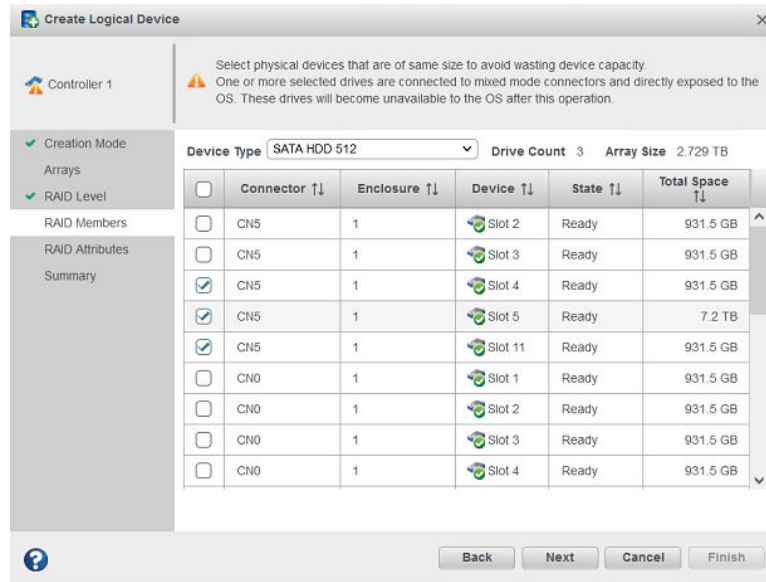 Create Logical Device
Controller 1
Select physical devices that are of same size to avoid wasting device capacity.
One or more selected drives are connected to mixed mode connectors and directly exposed to the
OS. These drives will become unavailable to the OS after this operation.
Creation Mode
Arrays
RAID Level
RAID Members
RAID Attributes
Summary
Device Type SATA HDD 512 Drive Count 3 Array Size 2.729 TB
Connector Enclosure Device State Total Space
CN5 1 Slot 2 Ready 931.5 GB
CN5 1 Slot 3 Ready 931.5 GB
CN5 1 Slot 4 Ready 931.5 GB
CN5 1 Slot 5 Ready 7.2 TB
CN5 1 Slot 11 Ready 931.5 GB
CN0 1 Slot 1 Ready 931.5 GB
CN0 1 Slot 2 Ready 931.5 GB
CN0 1 Slot 3 Ready 931.5 GB
CN0 1 Slot 4 Ready 931.5 GB
Back Next Cancel Finish